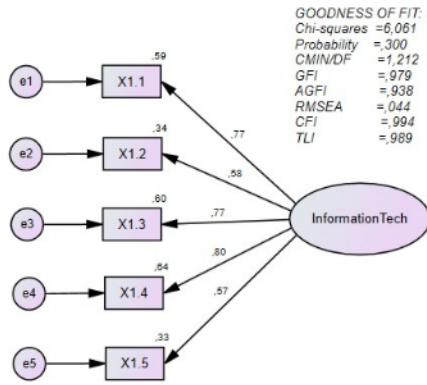 GOODNESS OF FIT:
Chi-squares =6,061
Probability =,300
CMIN/DF =1,212
GFI =,979
AGFI =,938
RMSEA =,044
CFI =,994
TLI =,989
,59
e1 X1.1
,77
,34
e2 X1.2
,58
,60
e3 X1.3
,77
InformationTech
,80
,64
e4 X1.4
,57
,33
e5 X1.5